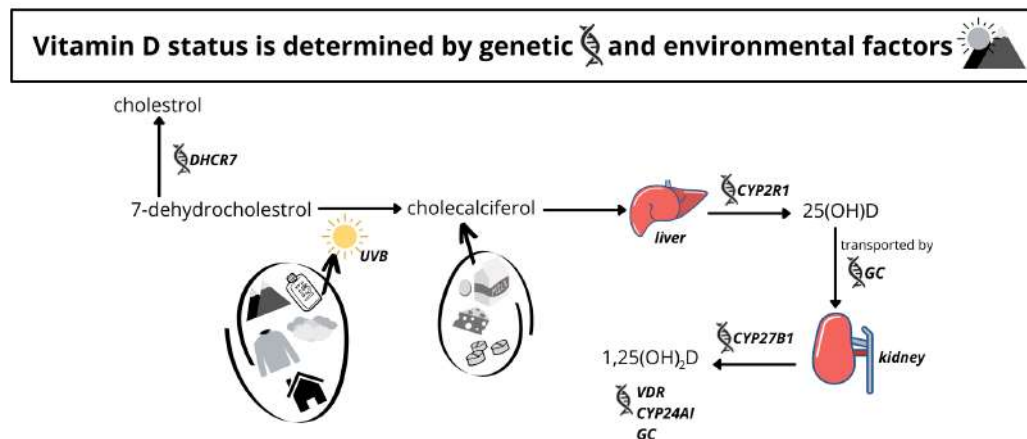 Vitamin D status is determined by genetic and environmental factors
cholestrol
DHCR7
7-dehydrocholestrol
cholecalciferol
UVB
liver
CYP2R1
25(OH)D
transported by
GC
kidney
CYP27B1
1,25(OH)₂D
VDR
CYP24AI
GC